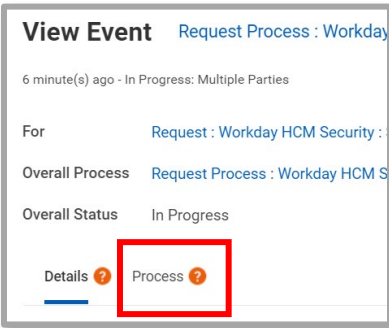 View Event Request Process : Workday
6 minute(s) ago - In Progress: Multiple Parties
For Request : Workday HCM Security :
Overall Process Request Process : Workday HCM S
Overall Status In Progress
Details ? Process ?